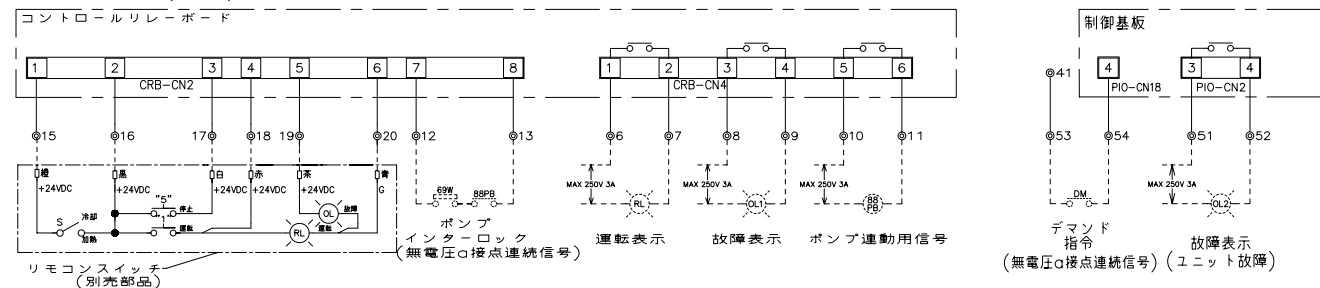 コントロールリレーボード
制御基板
1 2 3 4 5 6 7 8
1 2 3 4 5 6
4
3 4
CRB-CN2
CRB-CN4
PIO-CN18
PIO-CN2
41
15 16 17 18 19 20 12 13 6 7 8 9 10 11 53 54 51 52
橙 黒 白 赤 茶 青
+24VDC +24VDC +24VDC +24VDC +24VDC G
MAX 250V 3A MAX 250V 3A MAX 250V 3A MAX 250V 3A
"5" 停止
S 冷却 加熱
"1" 運転
OL 故障
RL 運転
69W 88PB
RL OL1 88PB DM OL2
ポンプ
インターロック
(無電圧a接点連続信号)
運転表示
故障表示
ポンプ連動用信号
デマンド
指令
(無電圧a接点連続信号)
故障表示
(ユニット故障)
リモコンスイッチ
(別売部品)